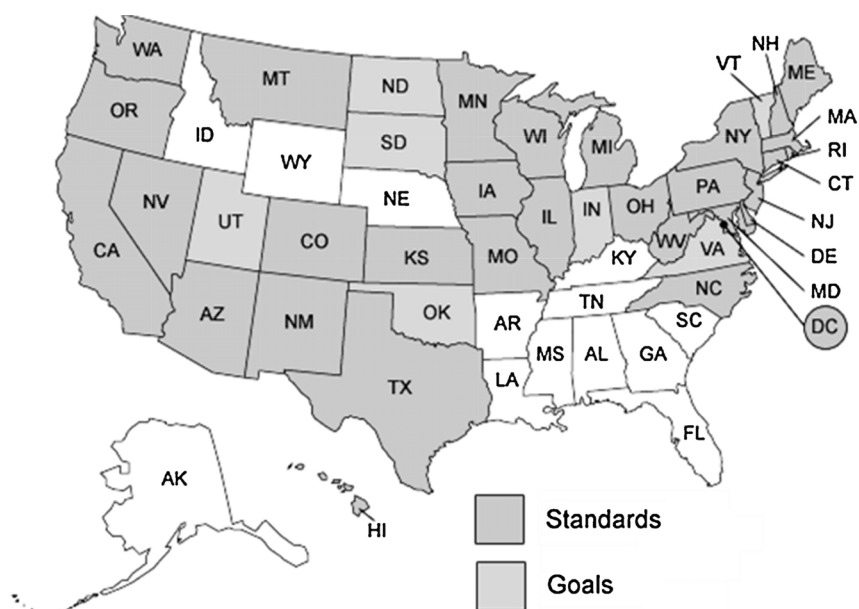 NH
VT
WA
ME
MT
ND
MN
OR
MA
ID
WI
NY
SD
MI
RI
WY
CT
PA
IA
NE
NV
OH
IL
IN
NJ
UT
CO
WV
CA
VA
DE
KS
MO
KY
NC
MD
TN
AZ
OK
SC
DC
NM
AR
MS
AL
GA
LA
TX
FL
AK
HI
Standards
Goals